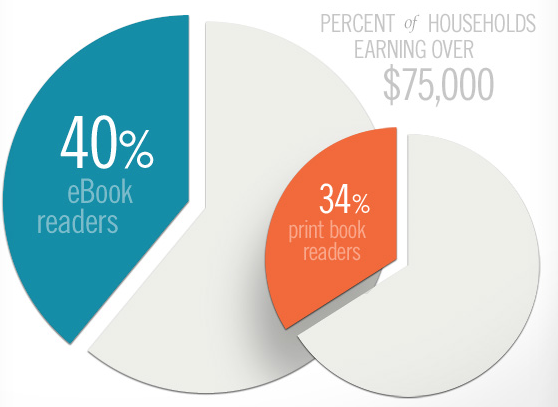 PERCENT of HOUSEHOLDS
EARNING OVER
$75,000
40%
eBook
readers
34%
print book
readers